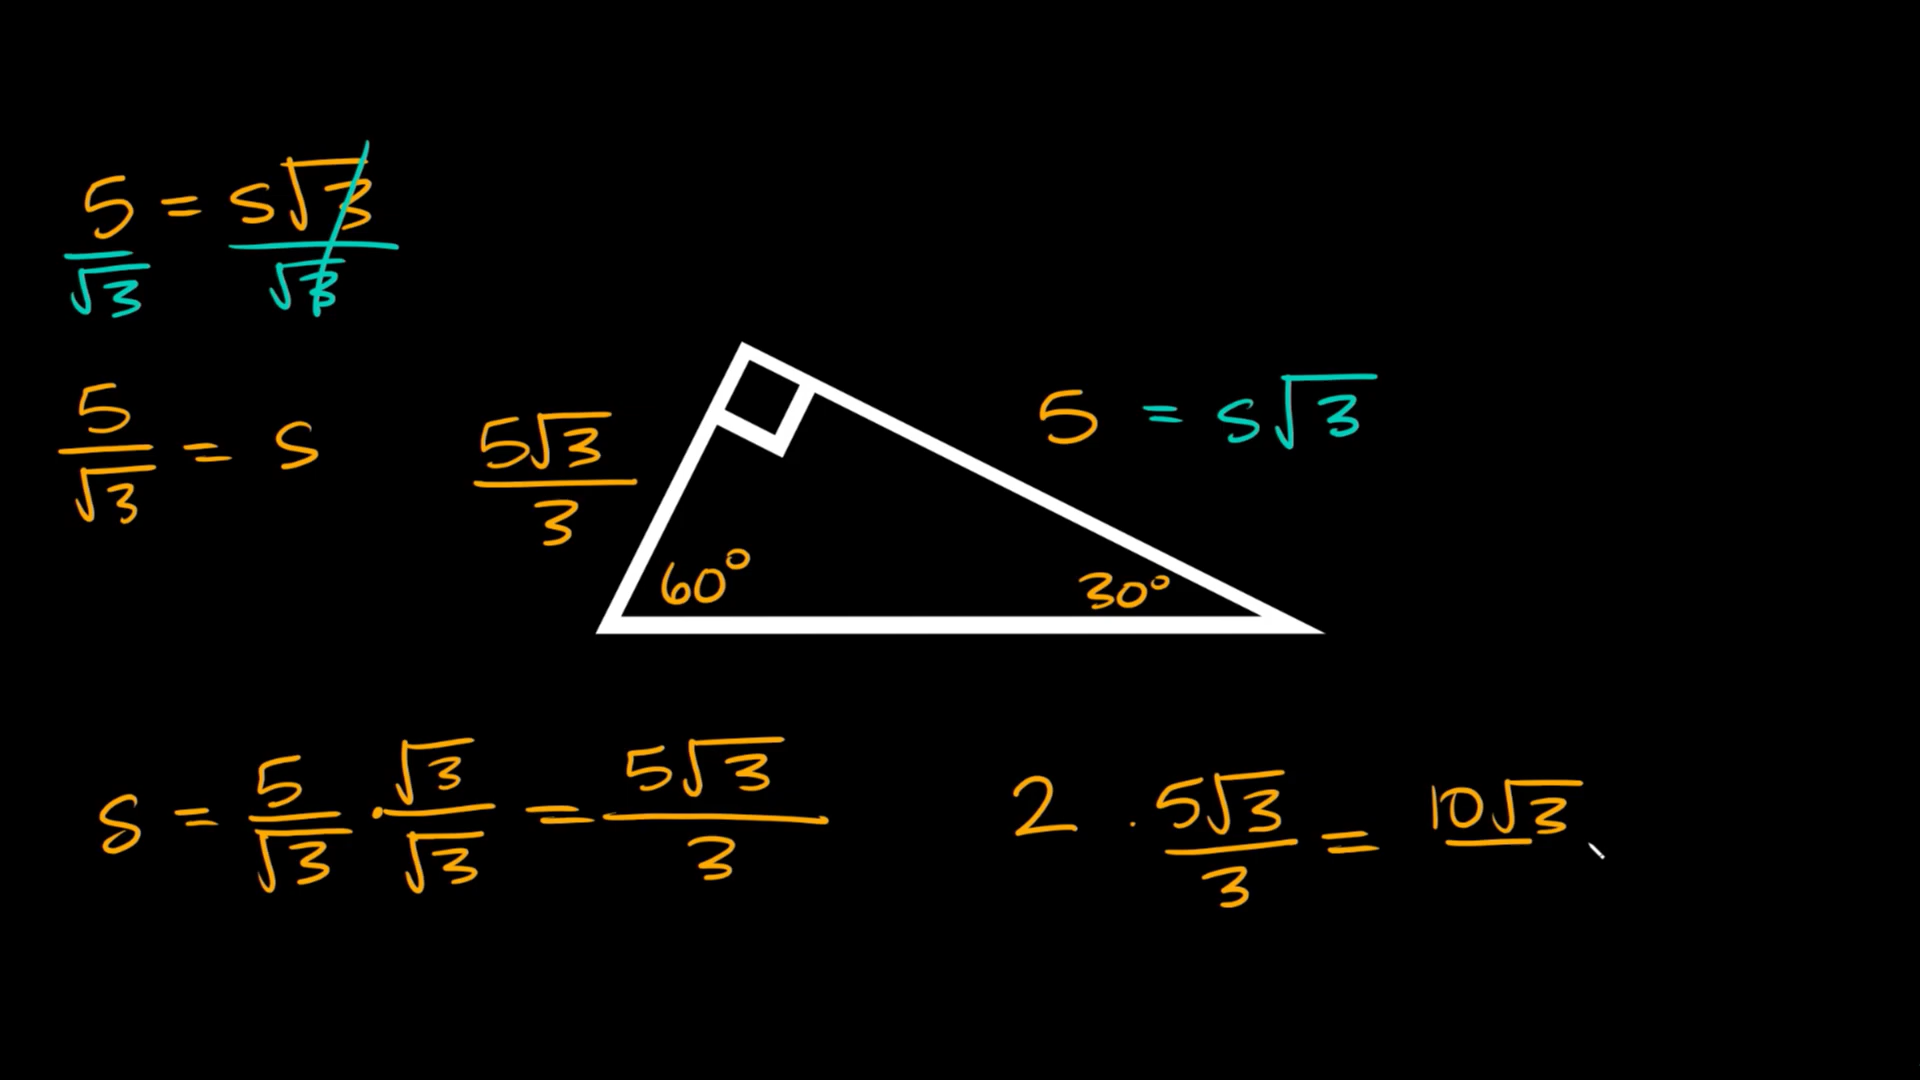 5/√3 = s√3/√3
5/√3 = s
5√3/3
5 = s√3
60°
30°
s = 5/√3 · √3/√3 = 5√3/3
2 · 5√3/3 = 10√3